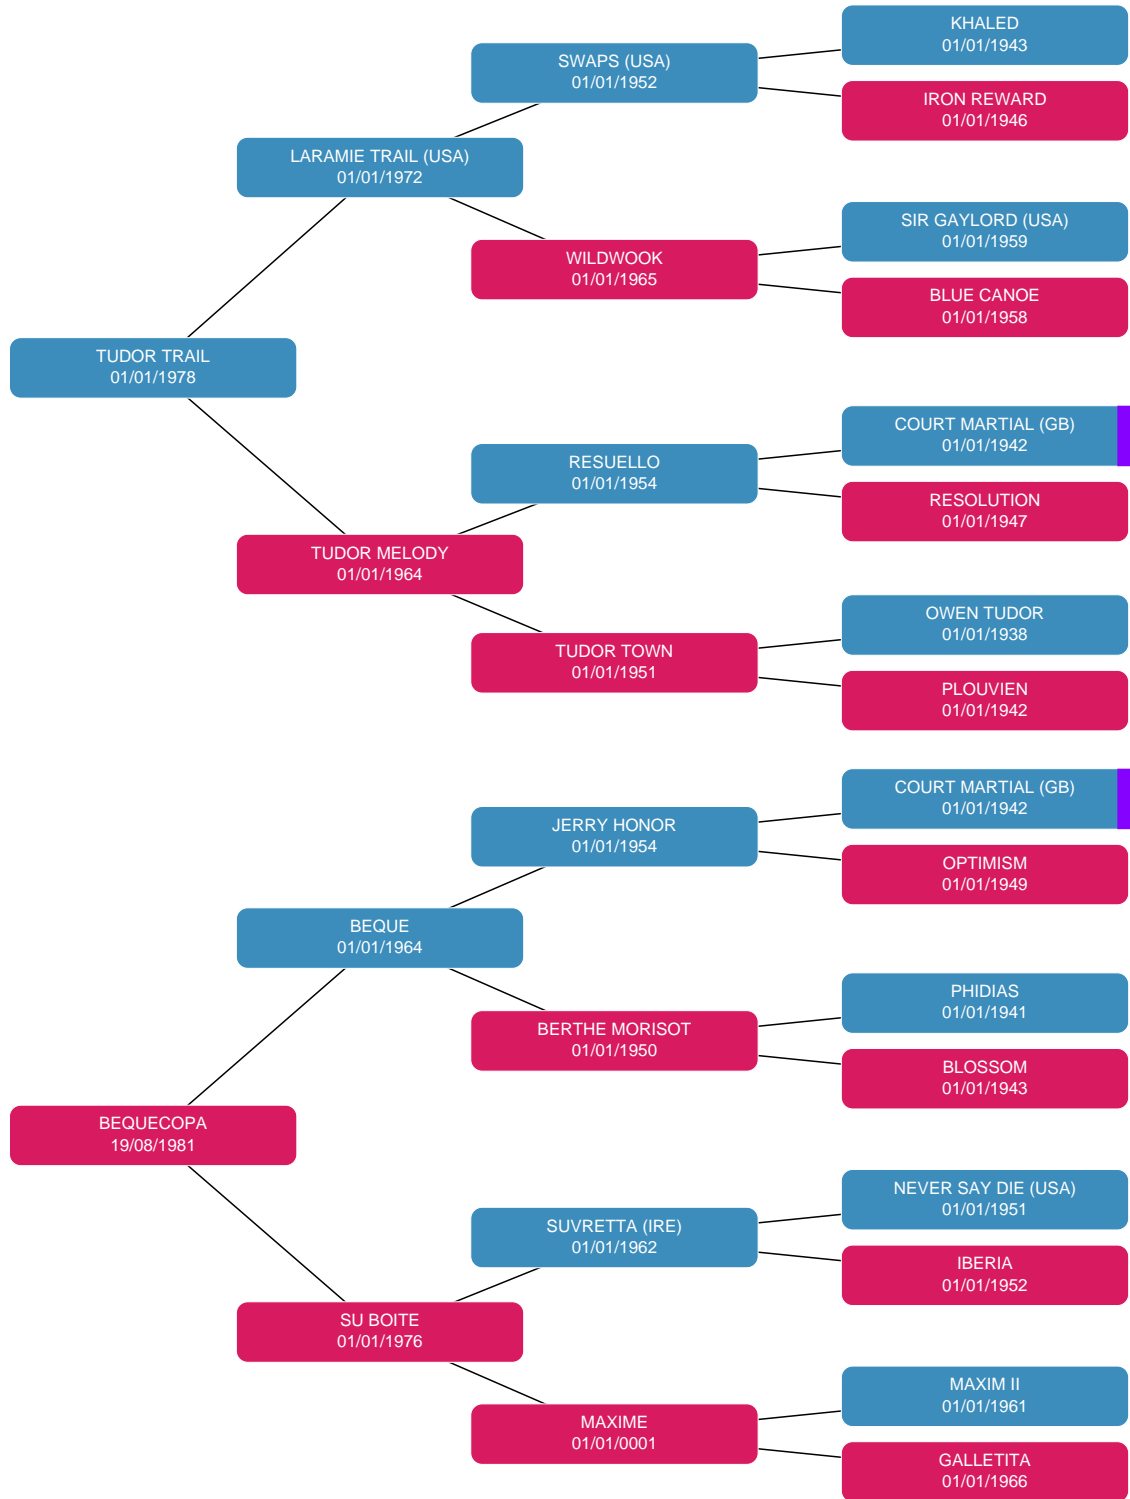 KHALED
01/01/1943
SWAPS (USA)
01/01/1952
IRON REWARD
01/01/1946
LARAMIE TRAIL (USA)
01/01/1972
SIR GAYLORD (USA)
01/01/1959
WILDWOOK
01/01/1965
BLUE CANOE
01/01/1958
TUDOR TRAIL
01/01/1978
COURT MARTIAL (GB)
01/01/1942
RESUELLO
01/01/1954
RESOLUTION
01/01/1947
TUDOR MELODY
01/01/1964
OWEN TUDOR
01/01/1938
TUDOR TOWN
01/01/1951
PLOUVIEN
01/01/1942
COURT MARTIAL (GB)
01/01/1942
JERRY HONOR
01/01/1954
OPTIMISM
01/01/1949
BEQUE
01/01/1964
PHIDIAS
01/01/1941
BERTHE MORISOT
01/01/1950
BLOSSOM
01/01/1943
BEQUECOPA
19/08/1981
NEVER SAY DIE (USA)
01/01/1951
SUVRETTA (IRE)
01/01/1962
IBERIA
01/01/1952
SU BOITE
01/01/1976
MAXIM II
01/01/1961
MAXIME
01/01/0001
GALLETITA
01/01/1966